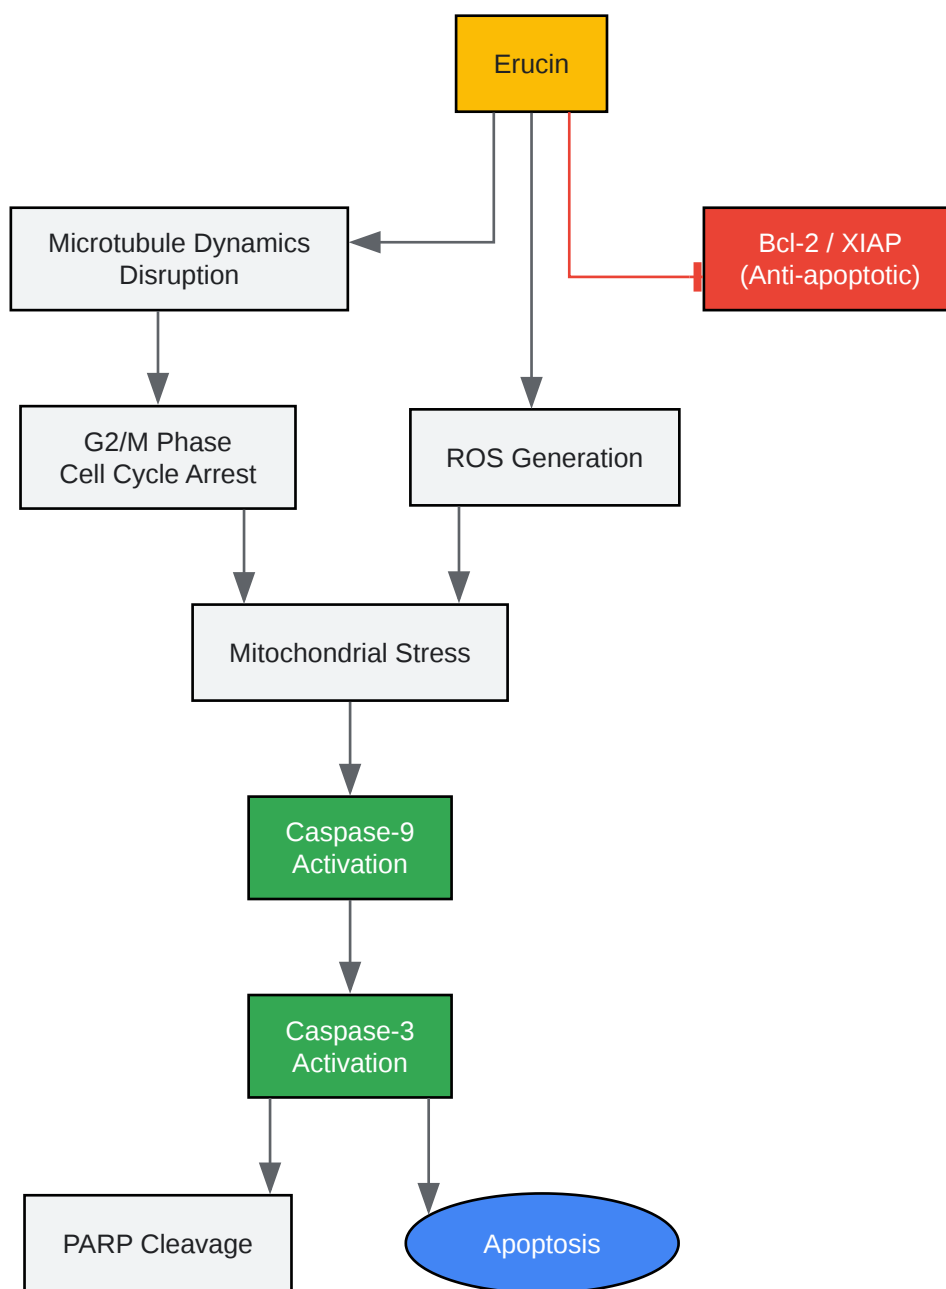 Erucin
Microtubule Dynamics
Disruption
Bcl-2 / XIAP
(Anti-apoptotic)
G2/M Phase
Cell Cycle Arrest
ROS Generation
Mitochondrial Stress
Caspase-9
Activation
Caspase-3
Activation
PARP Cleavage
Apoptosis